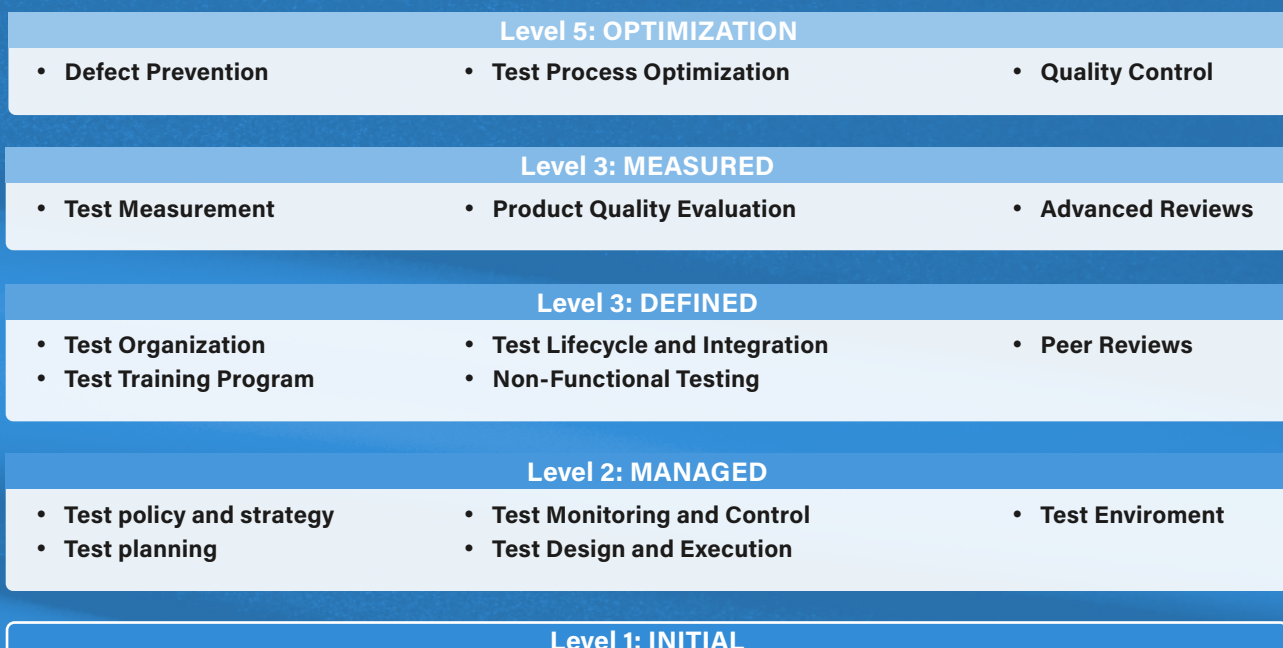 Level 5: OPTIMIZATION
• Defect Prevention • Test Process Optimization • Quality Control
Level 3: MEASURED
• Test Measurement • Product Quality Evaluation • Advanced Reviews
Level 3: DEFINED
• Test Organization • Test Lifecycle and Integration • Peer Reviews
• Test Training Program • Non-Functional Testing
Level 2: MANAGED
• Test policy and strategy • Test Monitoring and Control • Test Enviroment
• Test planning • Test Design and Execution
Level 1: INITIAL